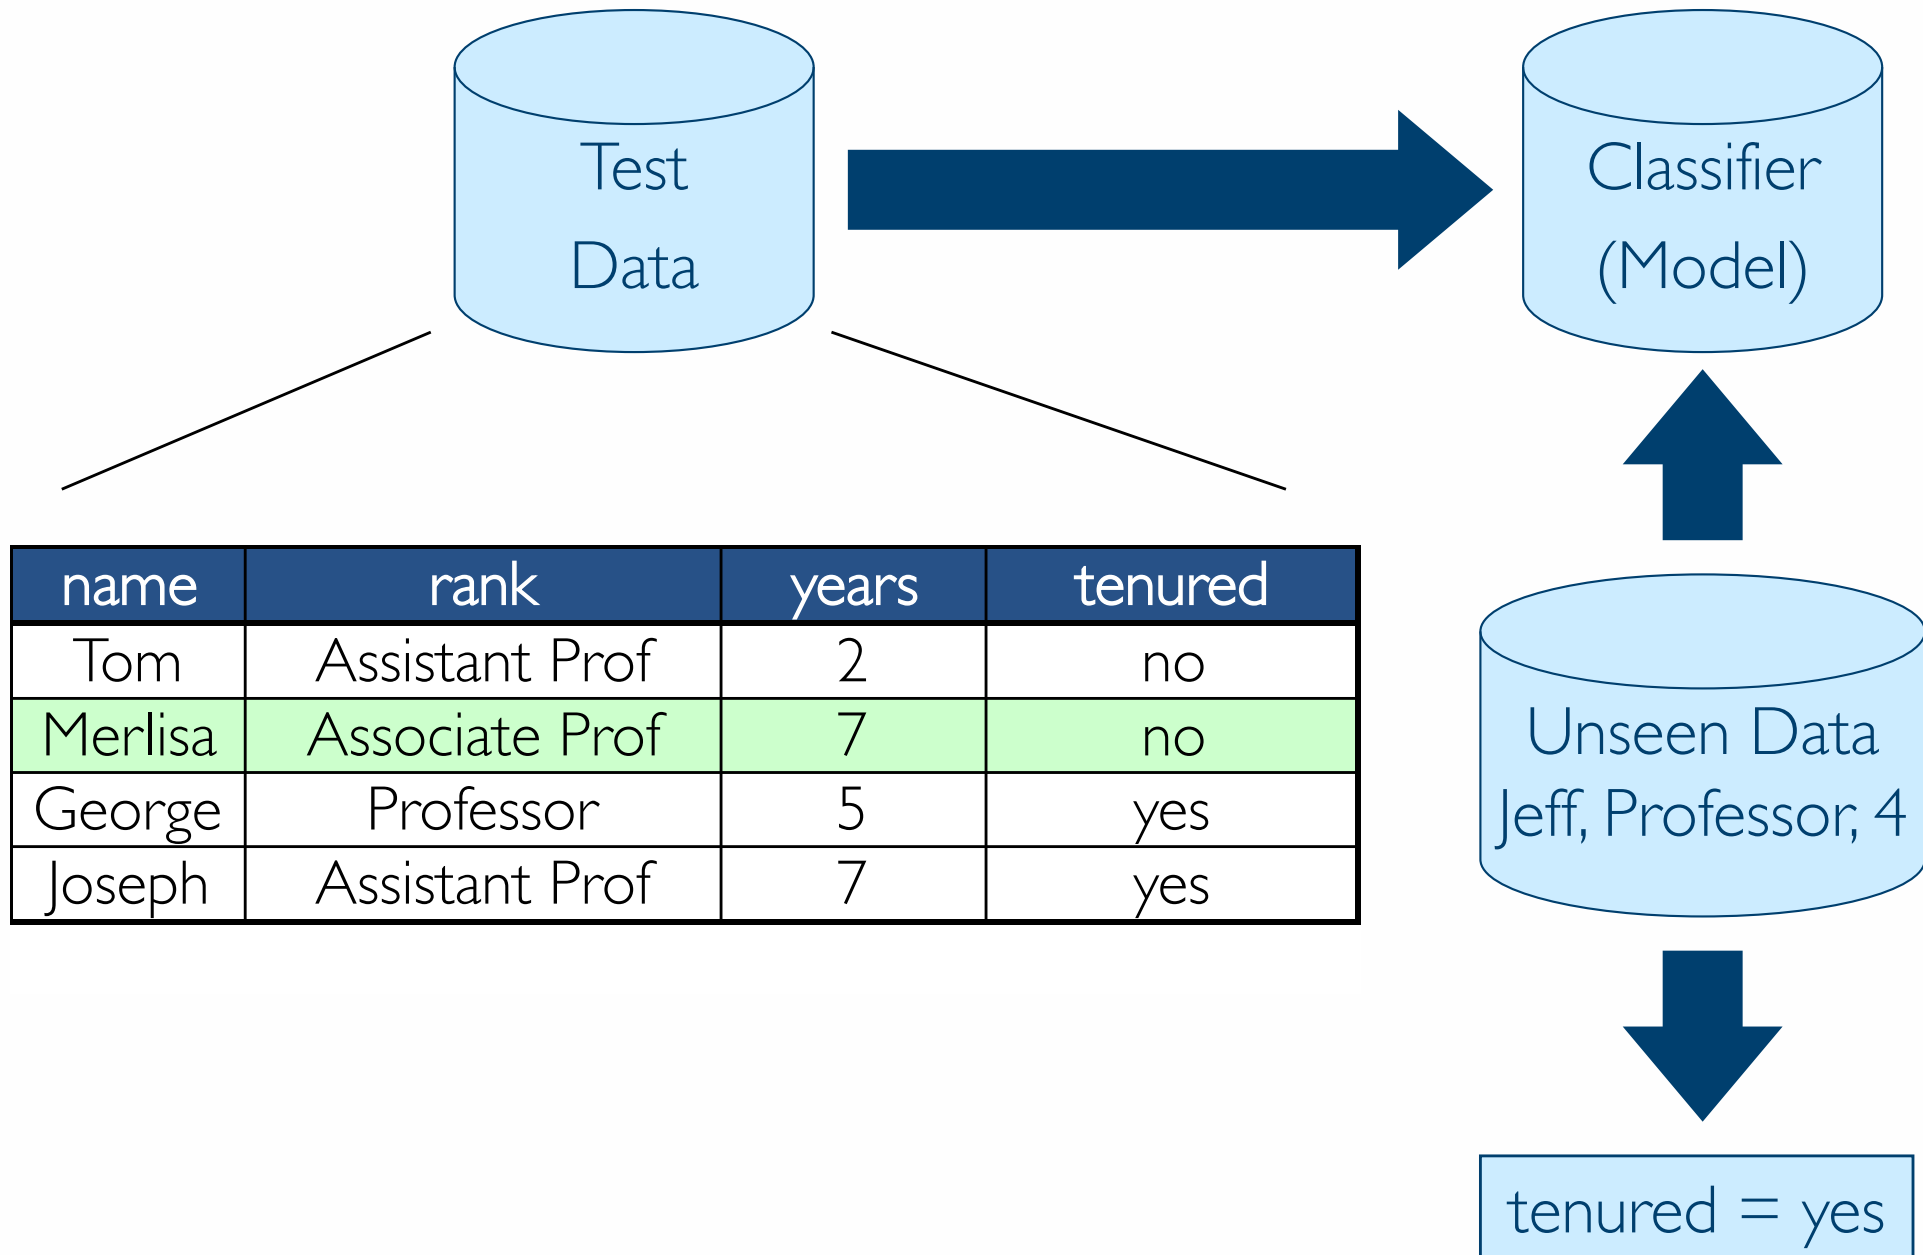 Test
Data
Classifier
(Model)
name rank years tenured
Tom Assistant Prof 2 no
Merlisa Associate Prof 7 no
George Professor 5 yes
Joseph Assistant Prof 7 yes
Unseen Data
Jeff, Professor, 4
tenured = yes